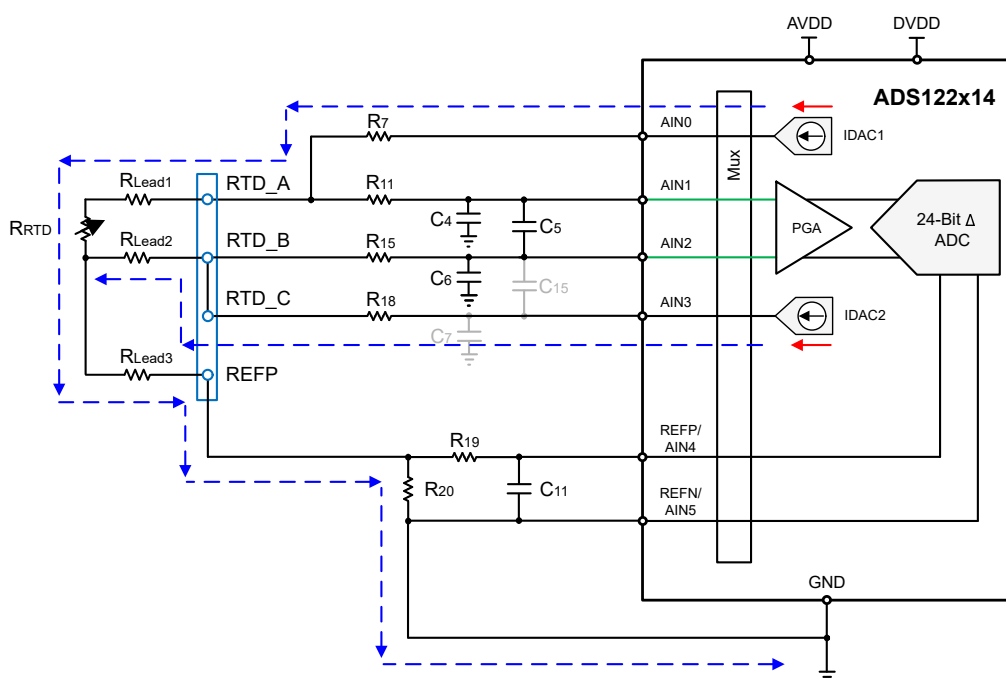 AVDD
DVDD
ADS122x14
R7
AIN0
IDAC1
Mux
RLead1
RTD_A
R11
AIN1
C4
C5
PGA
24-Bit Δ
ADC
RRTD
RLead2
RTD_B
R15
AIN2
C6
C15
RTD_C
R18
AIN3
IDAC2
C7
RLead3
REFP
R19
REFP/
AIN4
R20
C11
REFN/
AIN5
GND